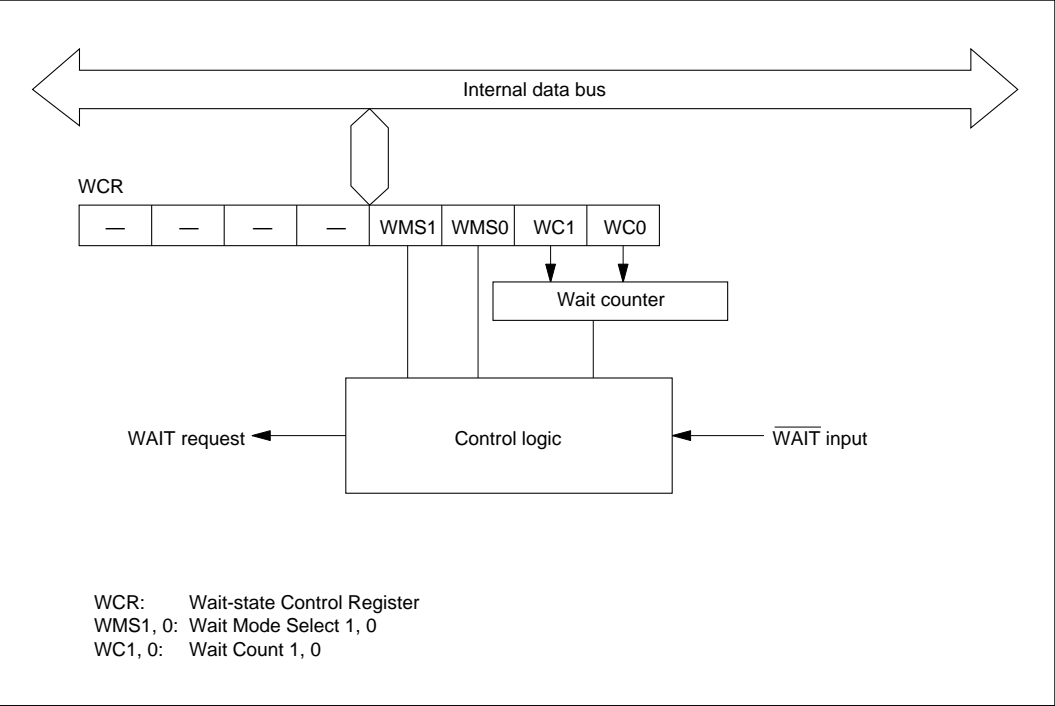 Internal data bus
WCR
— — — — WMS1 WMS0 WC1 WC0
Wait counter
WAIT request Control logic W̅A̅I̅T̅ input
WCR: Wait-state Control Register
WMS1, 0: Wait Mode Select 1, 0
WC1, 0: Wait Count 1, 0